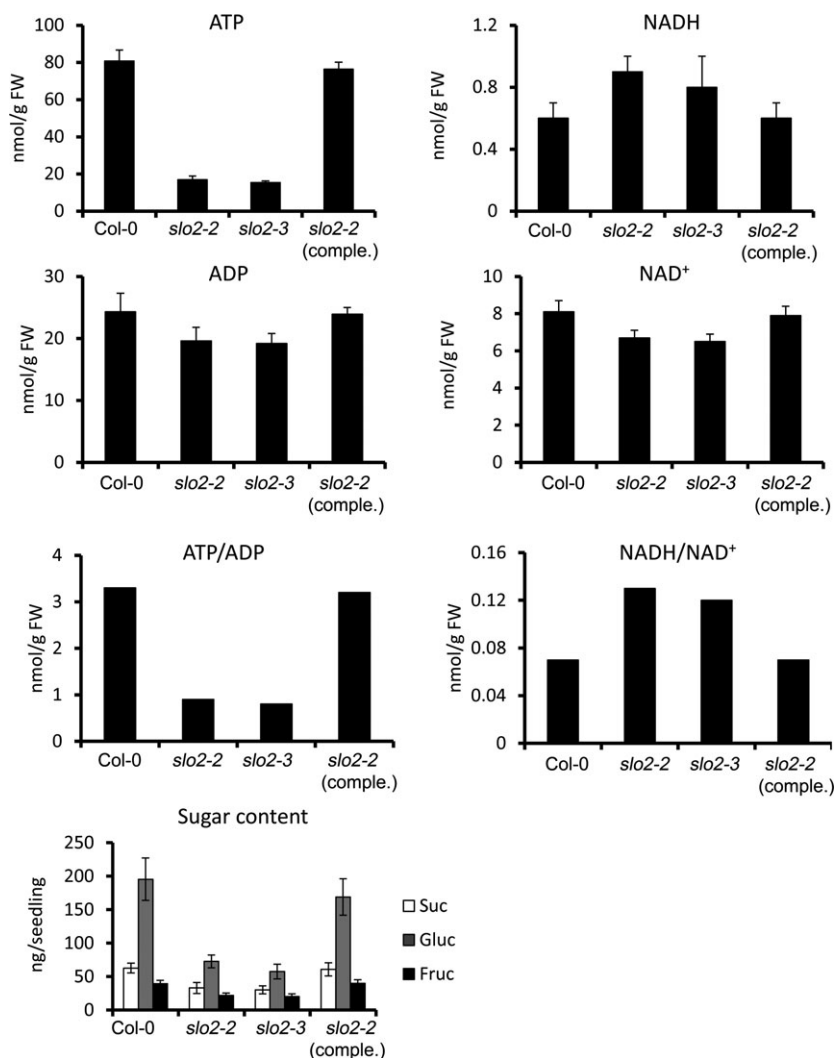 ATP
nmol/g FW
100
80
60
40
20
0
Col-0 slo2-2 slo2-3 slo2-2
(comple.)
NADH
nmol/g FW
1.2
0.8
0.4
0
Col-0 slo2-2 slo2-3 slo2-2
(comple.)
ADP
nmol/g FW
30
20
10
0
Col-0 slo2-2 slo2-3 slo2-2
(comple.)
NAD⁺
nmol/g FW
10
8
6
4
2
0
Col-0 slo2-2 slo2-3 slo2-2
(comple.)
ATP/ADP
nmol/g FW
4
3
2
1
0
Col-0 slo2-2 slo2-3 slo2-2
(comple.)
NADH/NAD⁺
nmol/g FW
0.16
0.12
0.08
0.04
0
Col-0 slo2-2 slo2-3 slo2-2
(comple.)
Sugar content
ng/seedling
250
200
150
100
50
0
Col-0 slo2-2 slo2-3 slo2-2
(comple.)
Suc
Gluc
Fruc